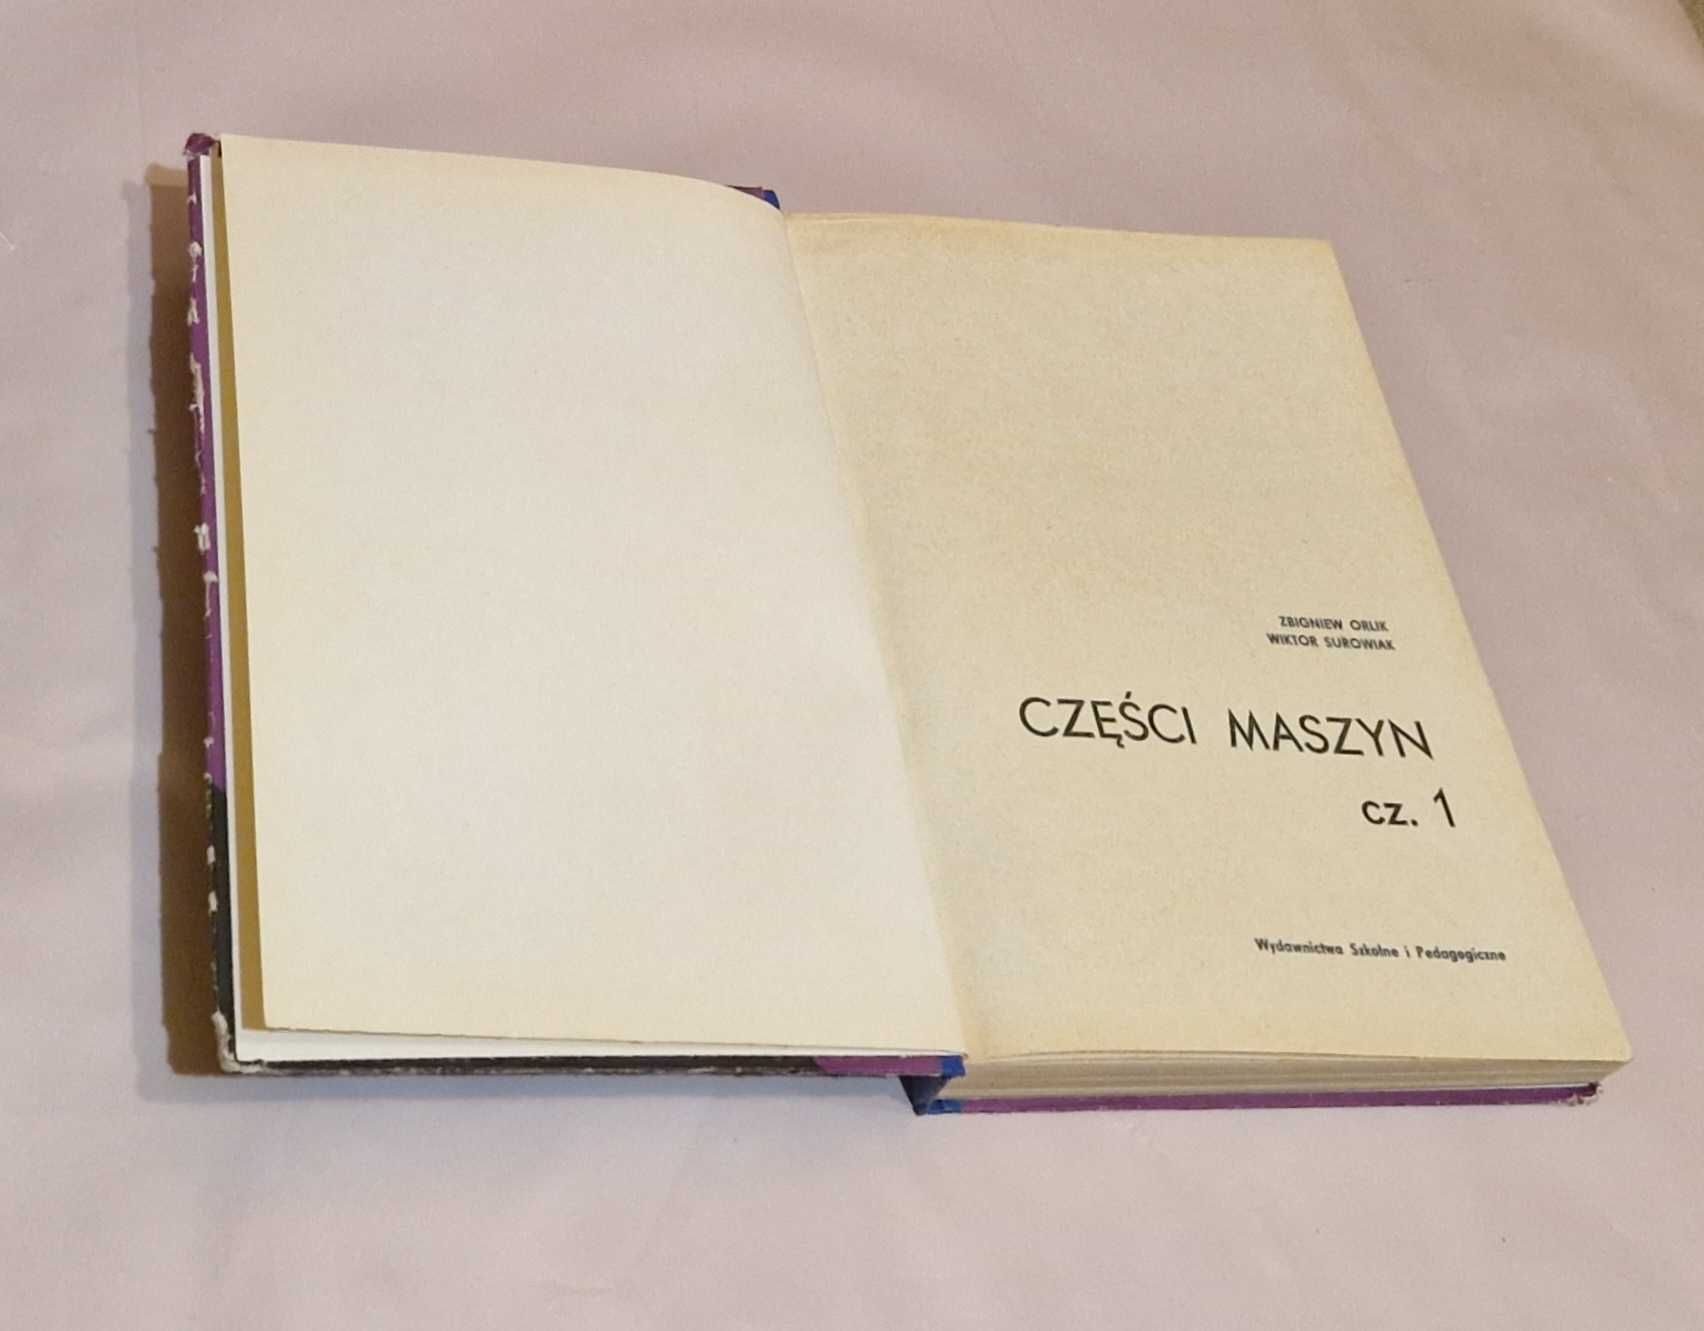 ZBIGNIEW ORLIK
WIKTOR SUROWIAK
CZĘŚCI MASZYN
cz. 1
Wydawnictwa Szkolne i Pedagogiczne